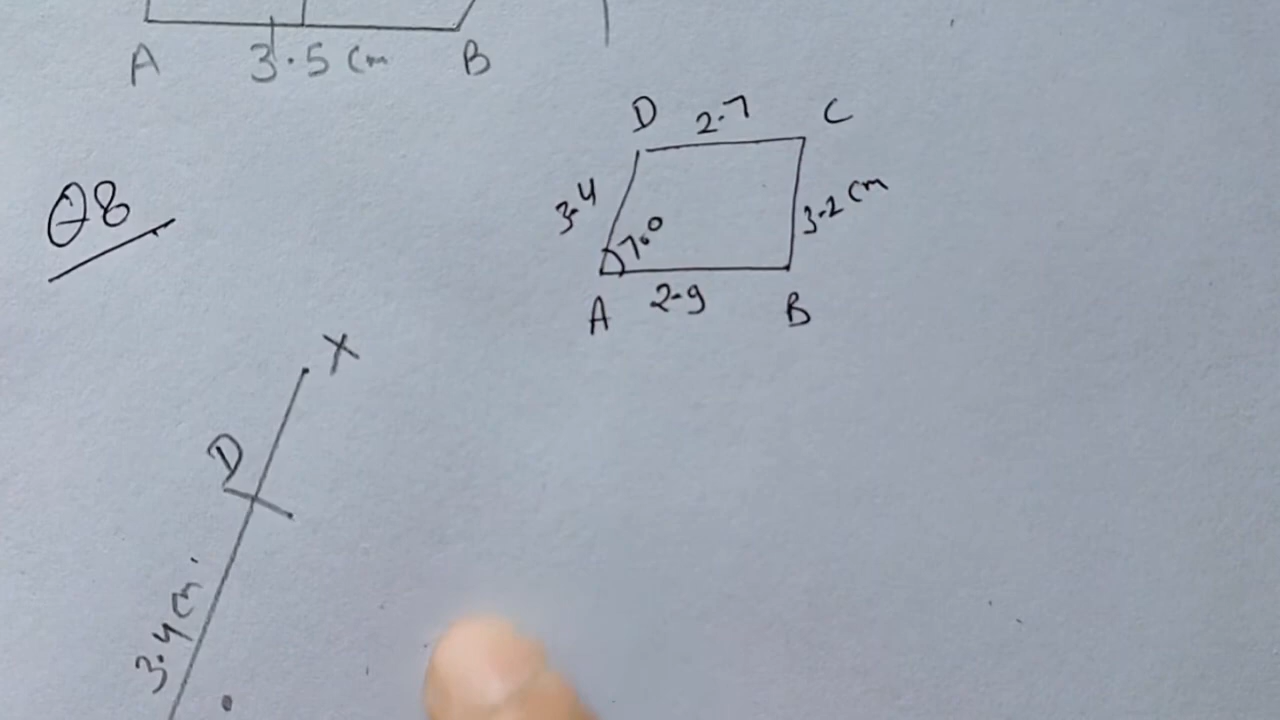 A 3.5 cm B
D 2.7 C
Q8
3.4
3.2 cm
70°
A 2.9 B
X
D
3.4 cm.